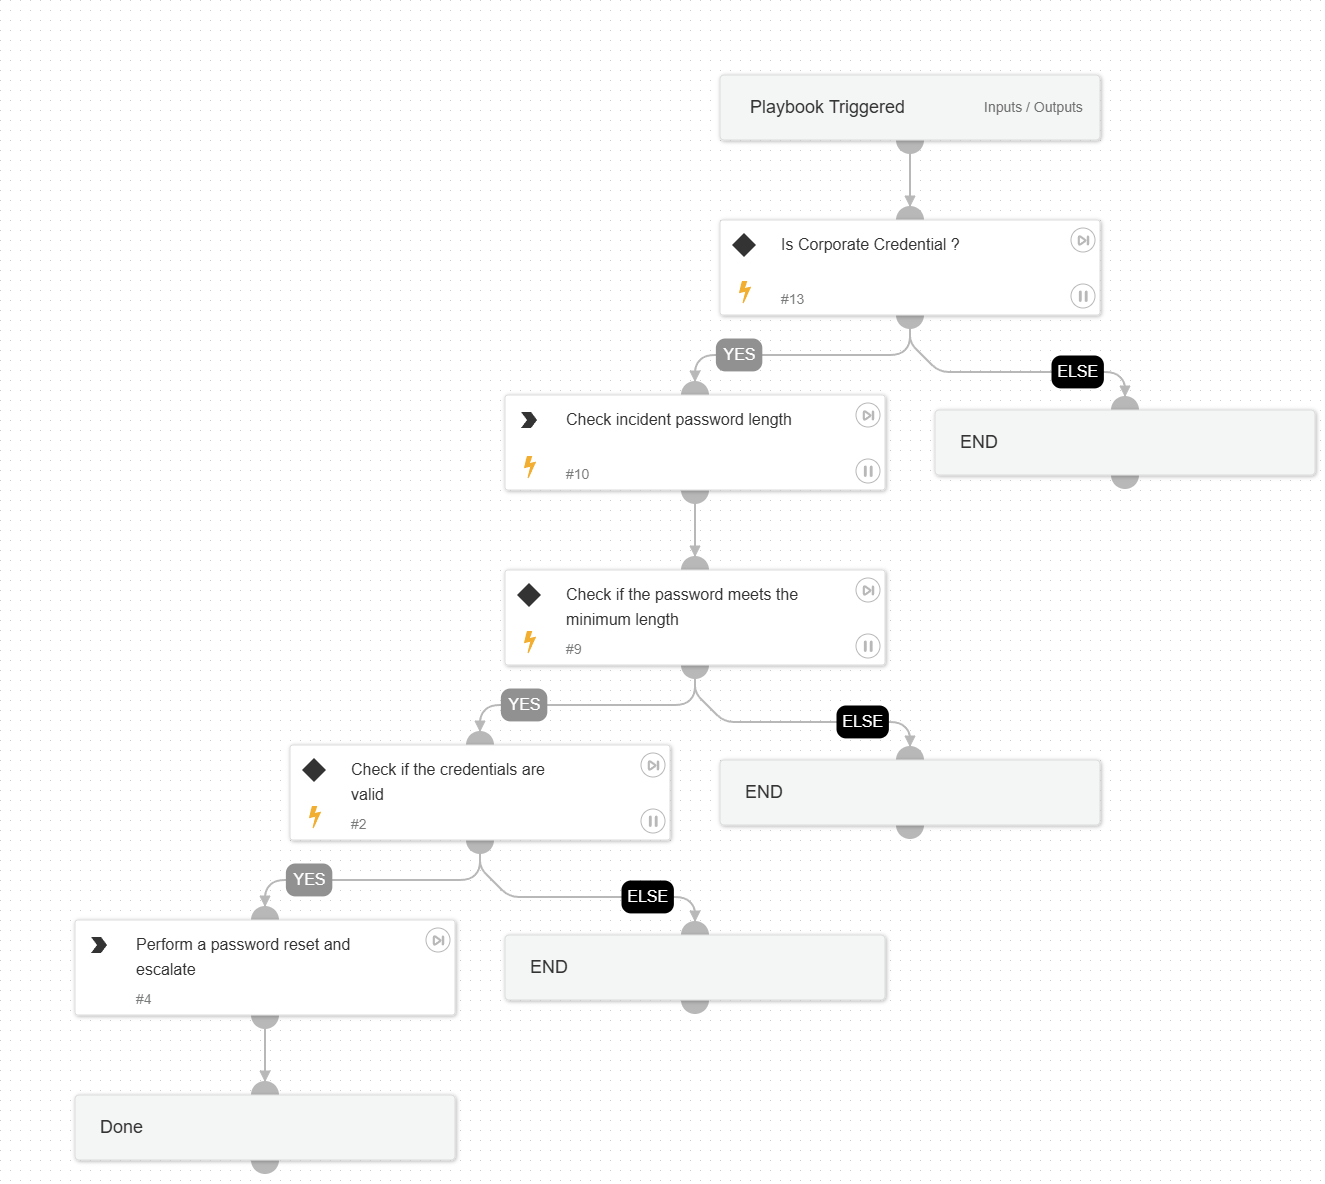 Playbook Triggered
Inputs / Outputs
Is Corporate Credential ?
#13
YES
ELSE
Check incident password length
#10
END
Check if the password meets the
minimum length
#9
YES
ELSE
Check if the credentials are
valid
#2
END
YES
ELSE
Perform a password reset and
escalate
#4
END
Done